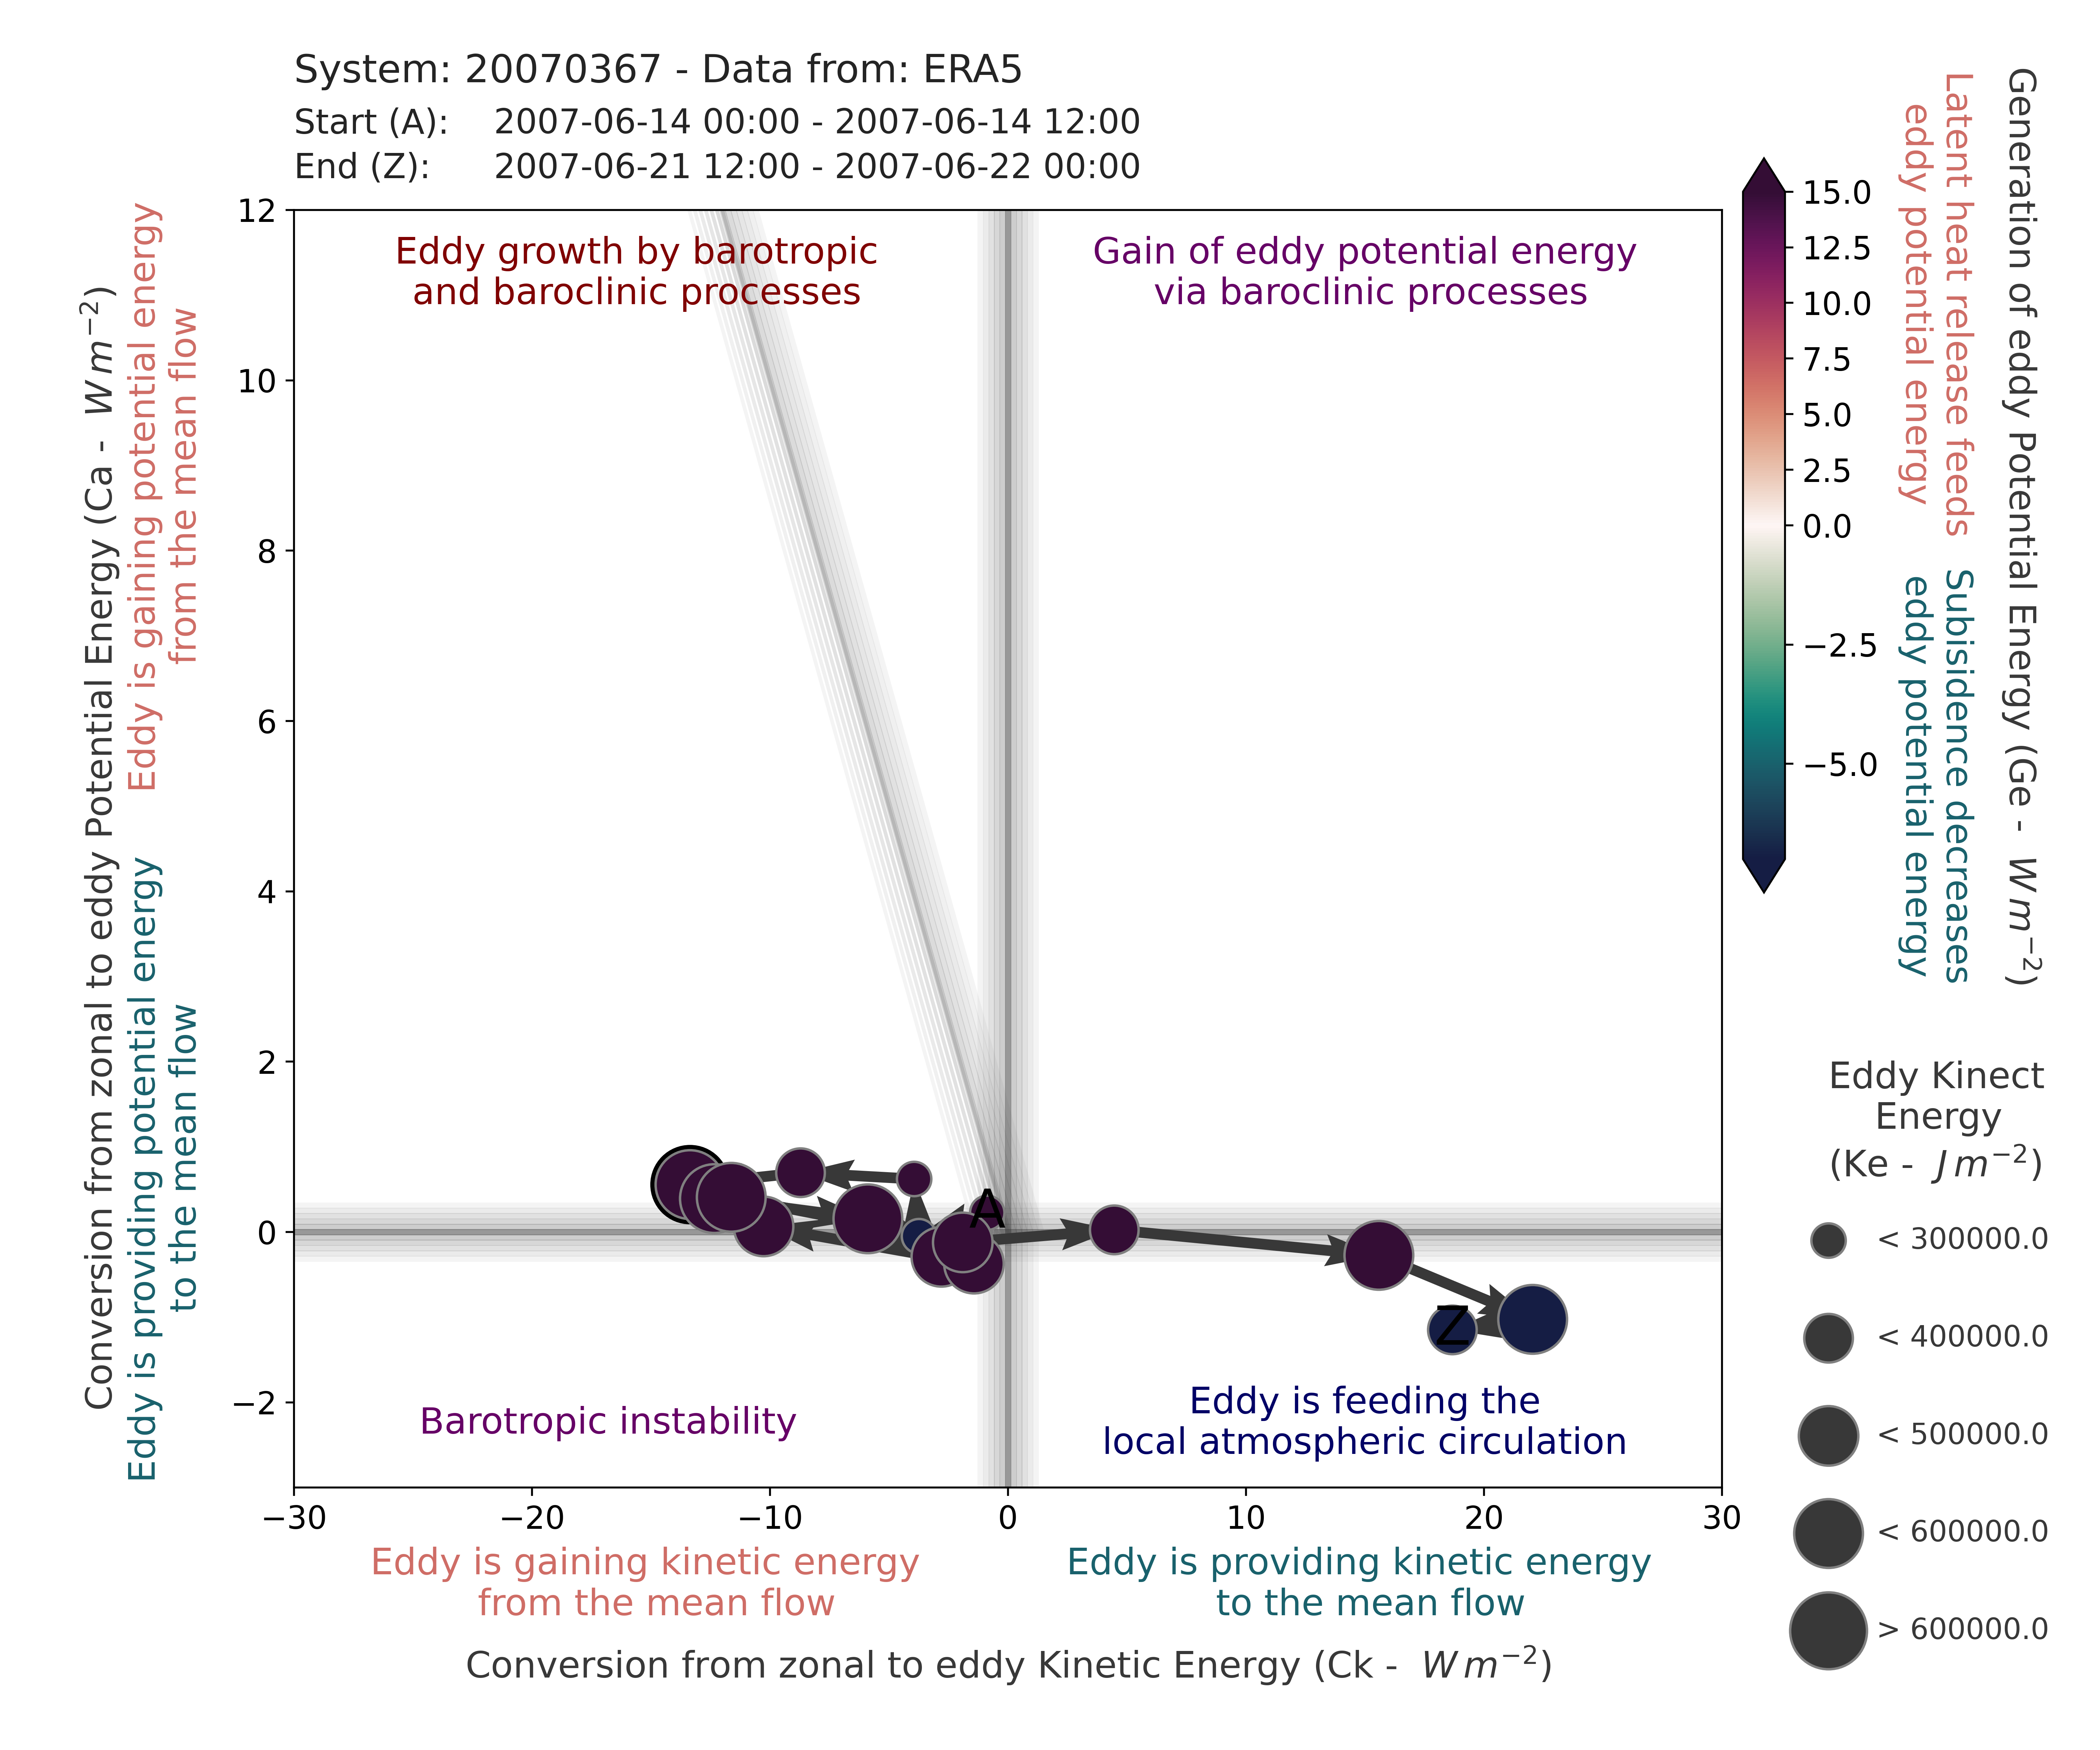 System: 20070367 - Data from: ERA5
Start (A): 2007-06-14 00:00 - 2007-06-14 12:00
End (Z): 2007-06-21 12:00 - 2007-06-22 00:00
Conversion from zonal to eddy Potential Energy (Ca - W m⁻²)
Eddy is gaining potential energy
from the mean flow
Eddy is providing potential energy
to the mean flow
12
10
8
6
4
2
0
−2
Eddy growth by barotropic
and baroclinic processes
Gain of eddy potential energy
via baroclinic processes
A
Z
Barotropic instability
Eddy is feeding the
local atmospheric circulation
−30
−20
−10
0
10
20
30
Eddy is gaining kinetic energy
from the mean flow
Eddy is providing kinetic energy
to the mean flow
Conversion from zonal to eddy Kinetic Energy (Ck - W m⁻²)
15.0
12.5
10.0
7.5
5.0
2.5
0.0
−2.5
−5.0
Latent heat release feeds
eddy potential energy
Subisidence decreases
eddy potential energy
Generation of eddy Potential Energy (Ge - W m⁻²)
Eddy Kinect
Energy
(Ke - J m⁻²)
< 300000.0
< 400000.0
< 500000.0
< 600000.0
> 600000.0